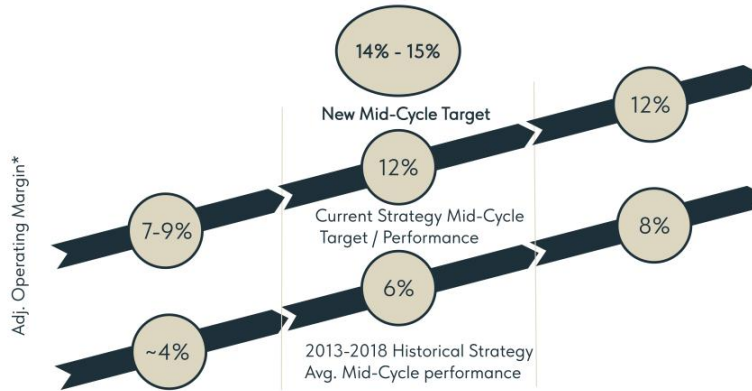 14% - 15%
New Mid-Cycle Target
12%
12%
7-9%
Current Strategy Mid-Cycle
Target / Performance
8%
6%
~4%
2013-2018 Historical Strategy
Avg. Mid-Cycle performance
Adj. Operating Margin*